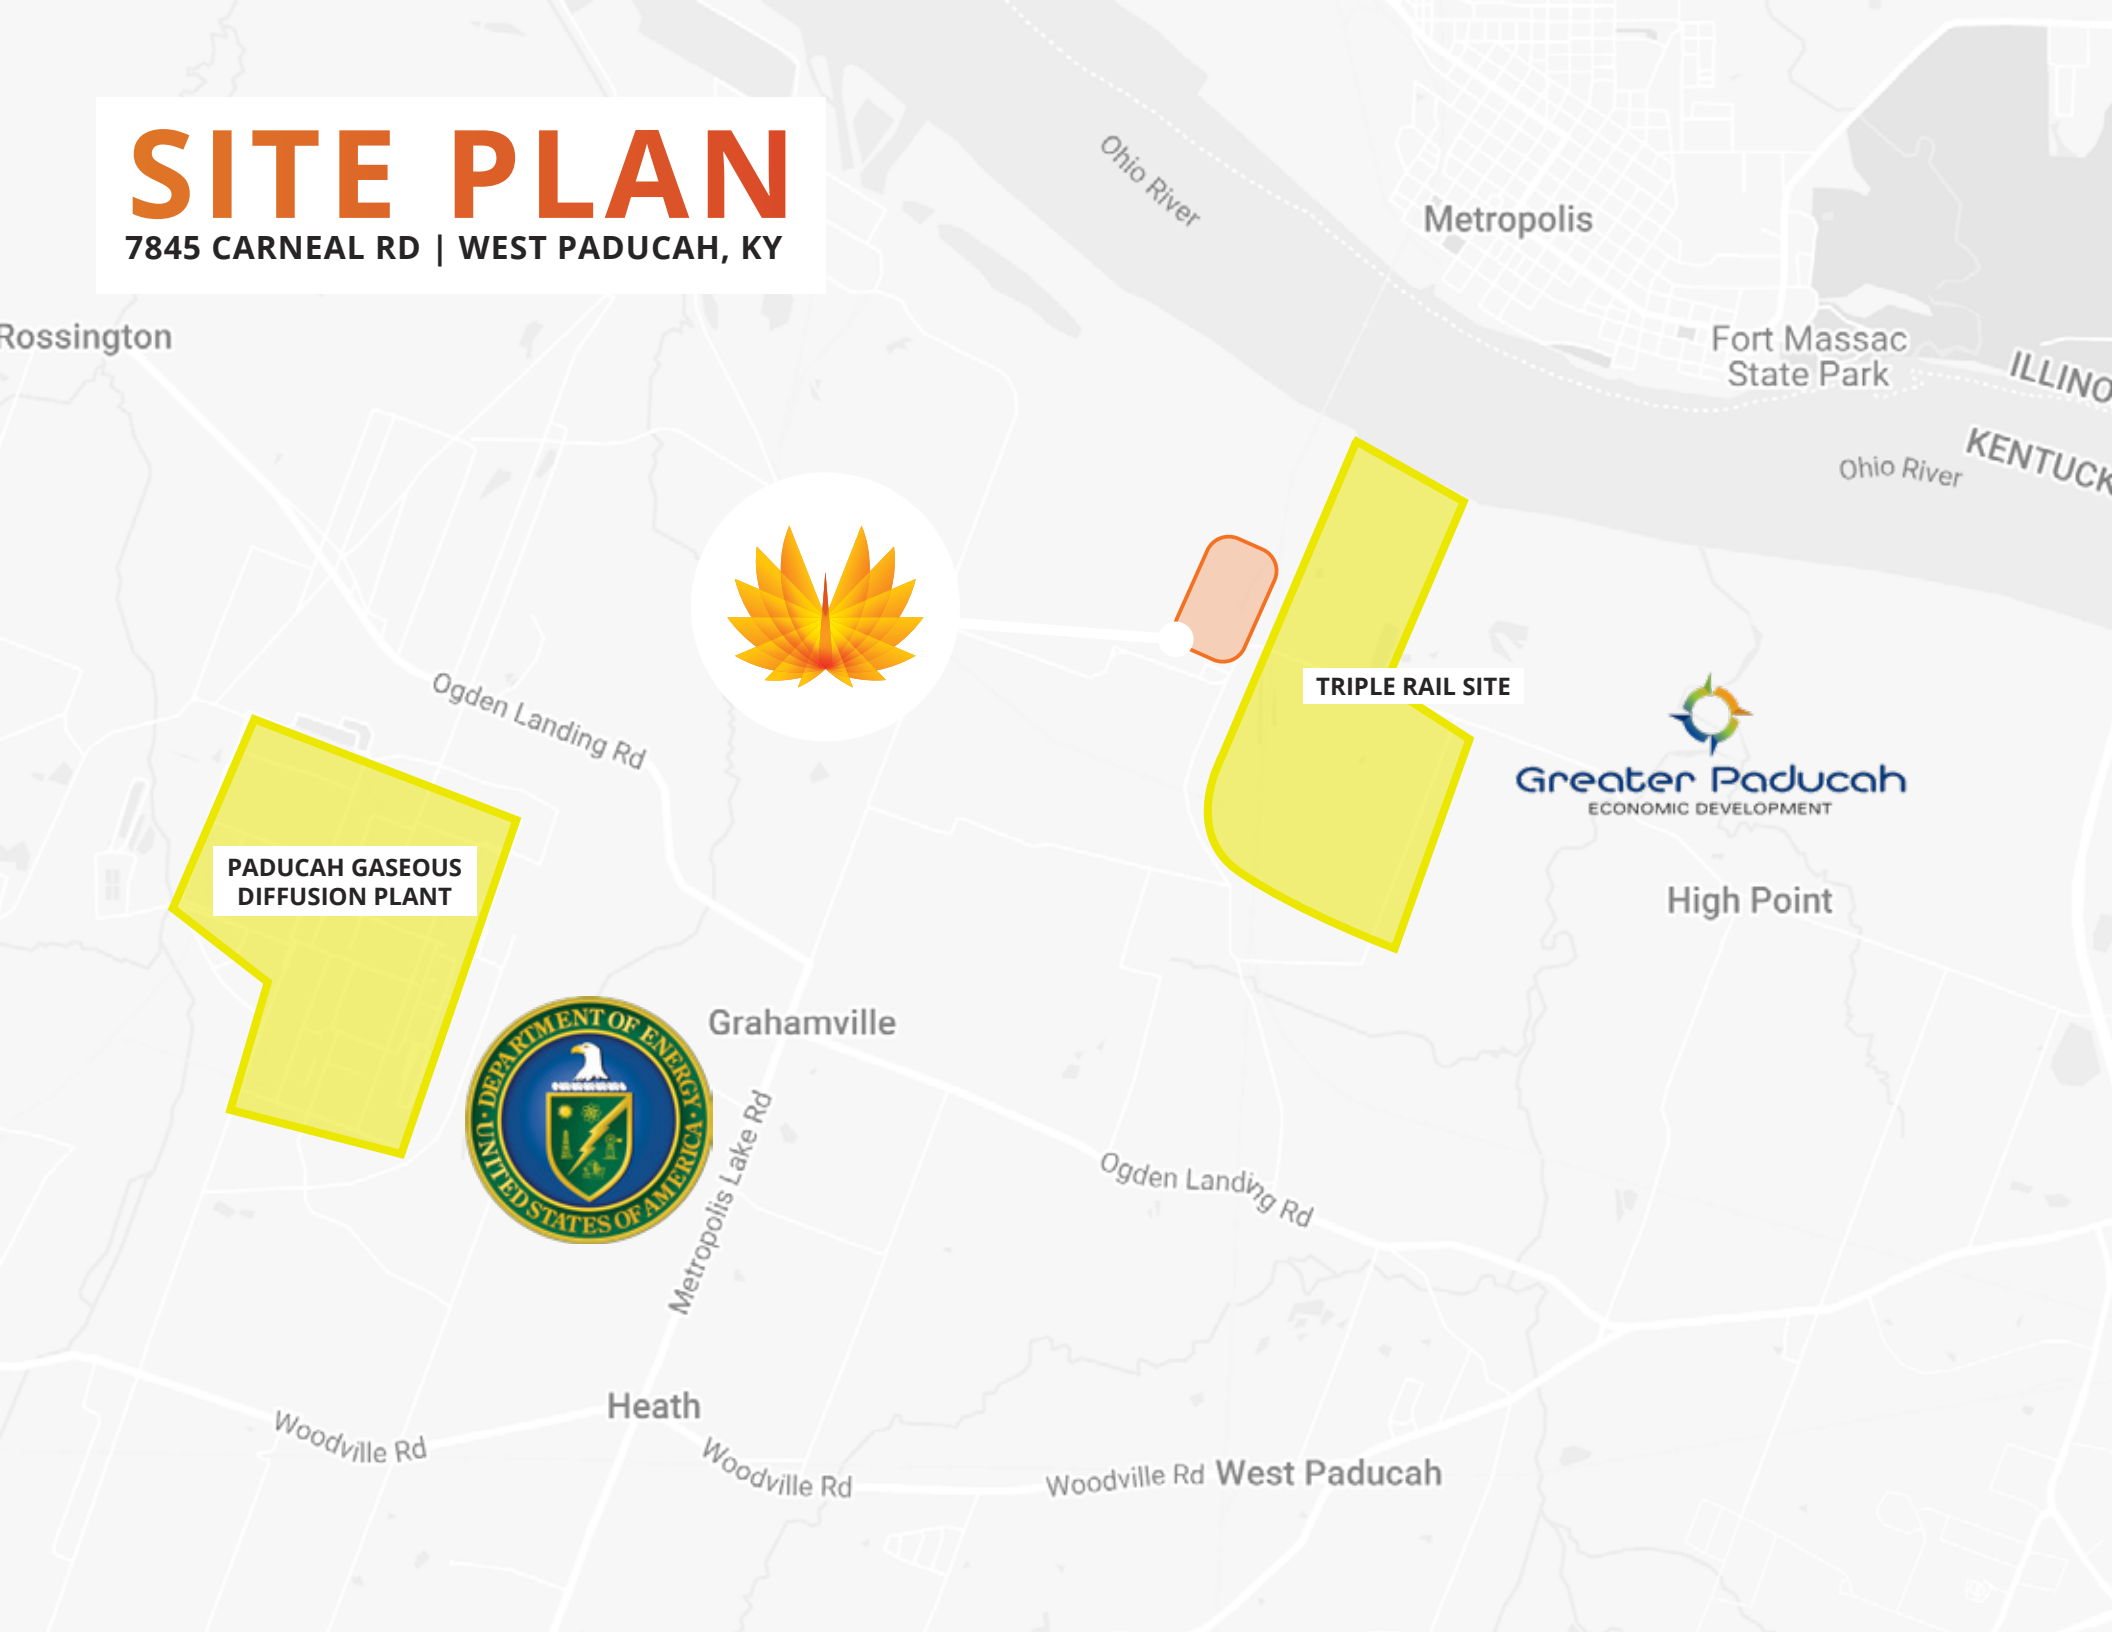 SITE PLAN
7845 CARNEAL RD | WEST PADUCAH, KY
Ohio River
Metropolis
Rossington
Fort Massac
State Park
ILLINO
KENTUCK
Ohio River
Ogden Landing Rd
TRIPLE RAIL SITE
Greater Paducah
ECONOMIC DEVELOPMENT
PADUCAH GASEOUS
DIFFUSION PLANT
High Point
DEPARTMENT OF ENERGY
UNITED STATES OF AMERICA
Grahamville
Metropolis Lake Rd
Ogden Landing Rd
Heath
Woodville Rd
Woodville Rd
Woodville Rd
West Paducah